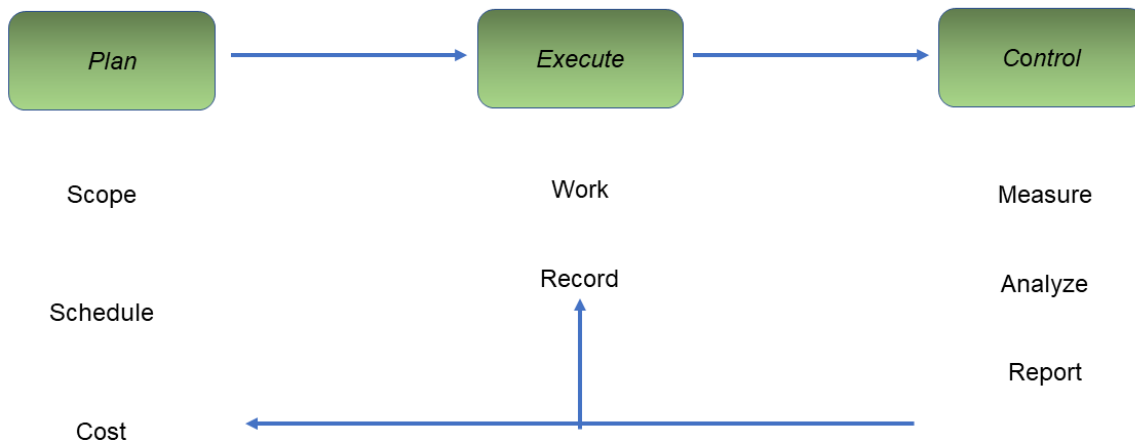 Plan
Execute
Control
Scope
Work
Measure
Schedule
Record
Analyze
Cost
Report